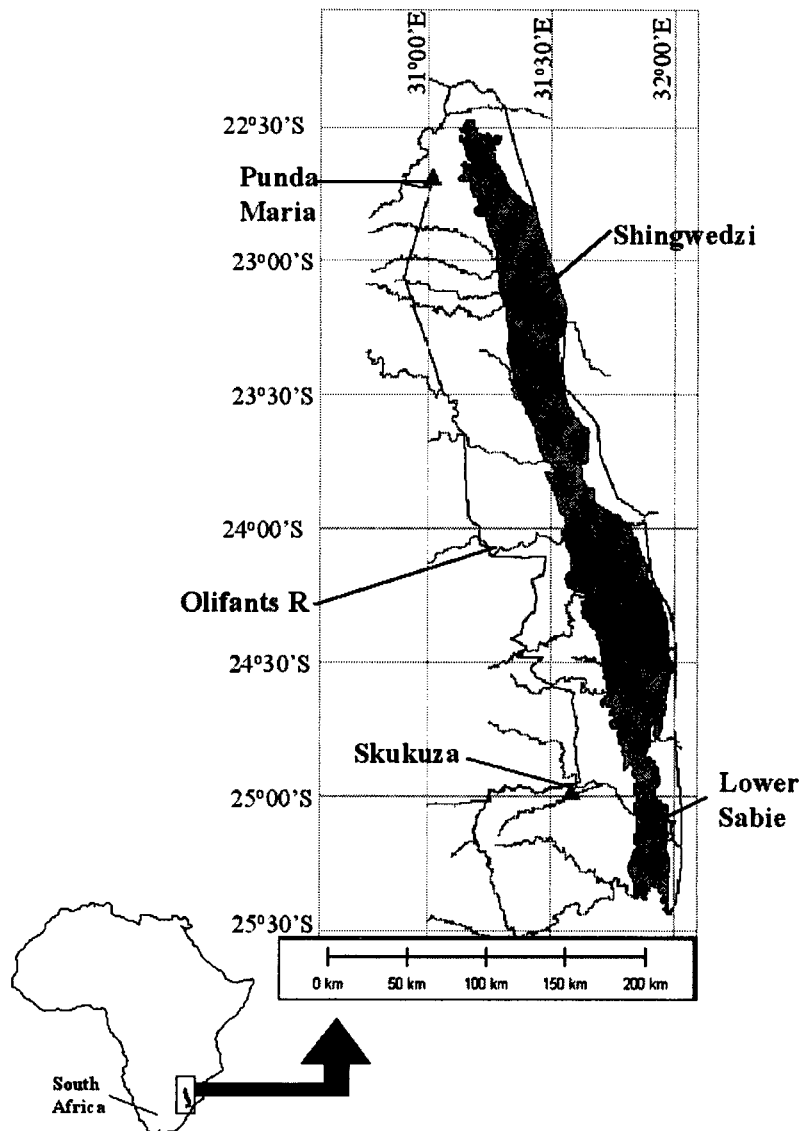 31°00'E
31°30'E
32°00'E
22°30'S
Punda
Maria
Shingwedzi
23°00'S
23°30'S
24°00'S
Olifants R
24°30'S
Skukuza
Lower
Sabie
25°00'S
25°30'S
0 km 50 km 100 km 150 km 200 km
South
Africa